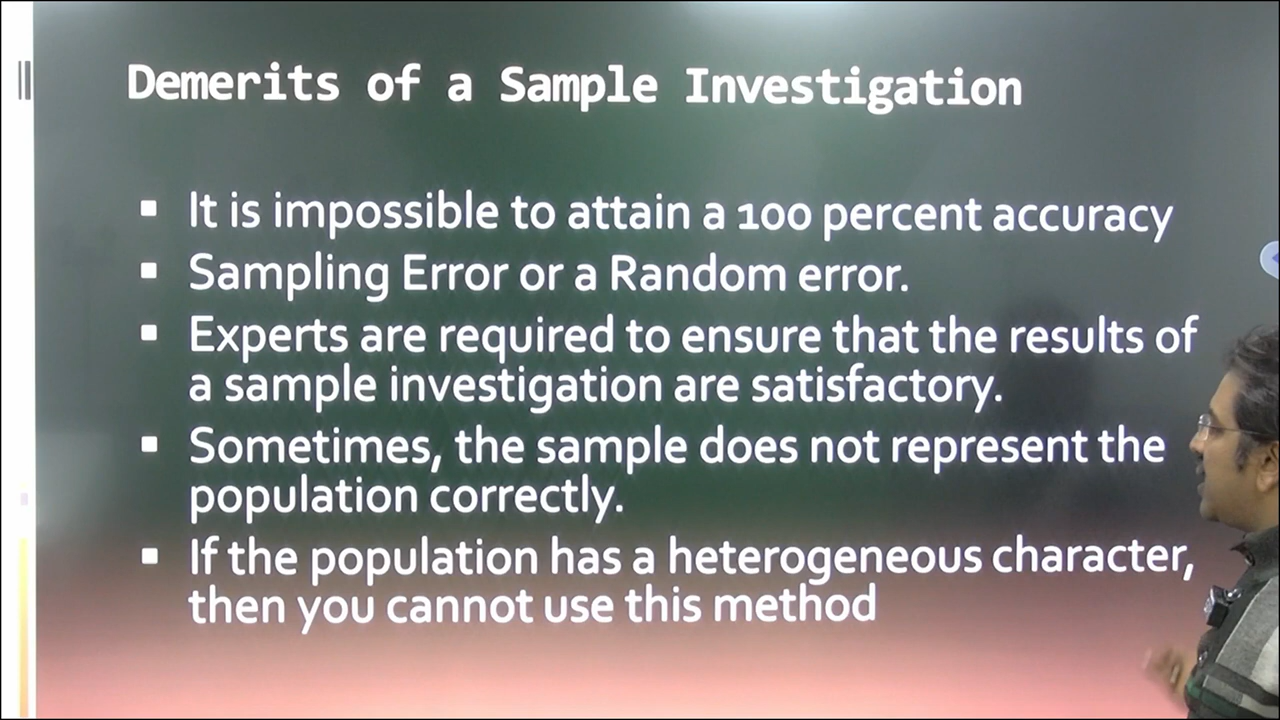 Demerits of a Sample Investigation
▪ It is impossible to attain a 100 percent accuracy
▪ Sampling Error or a Random error.
▪ Experts are required to ensure that the results of
a sample investigation are satisfactory.
▪ Sometimes, the sample does not represent the
population correctly.
▪ If the population has a heterogeneous character,
then you cannot use this method